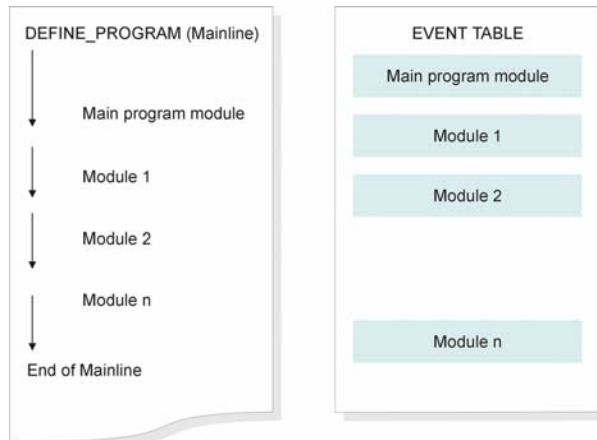 DEFINE_PROGRAM (Mainline)
Main program module
Module 1
Module 2
Module n
End of Mainline
EVENT TABLE
Main program module
Module 1
Module 2
Module n